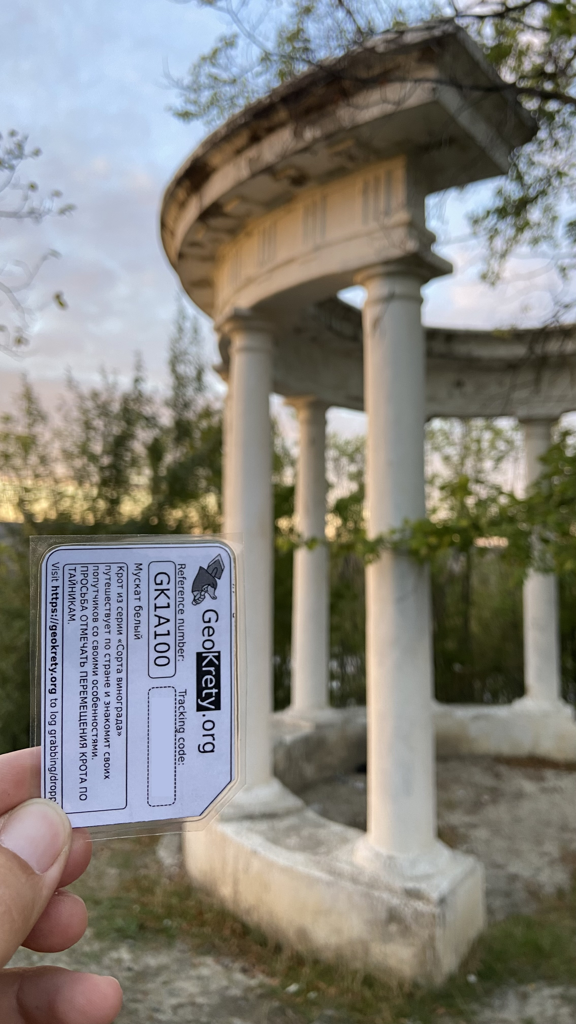 GeoKrety.org
Reference number:
Tracking code:
GK1A100
Мускат белый
Крот из серии «Сорта винограда»
путешествует по стране и знакомит своих
попутчиков со своими особенностями.
ПРОСЬБА ОТМЕЧАТЬ ПЕРЕМЕЩЕНИЯ КРОТА ПО
ТАЙНИКАМ.
Visit https://geokrety.org to log grabbing/dropp